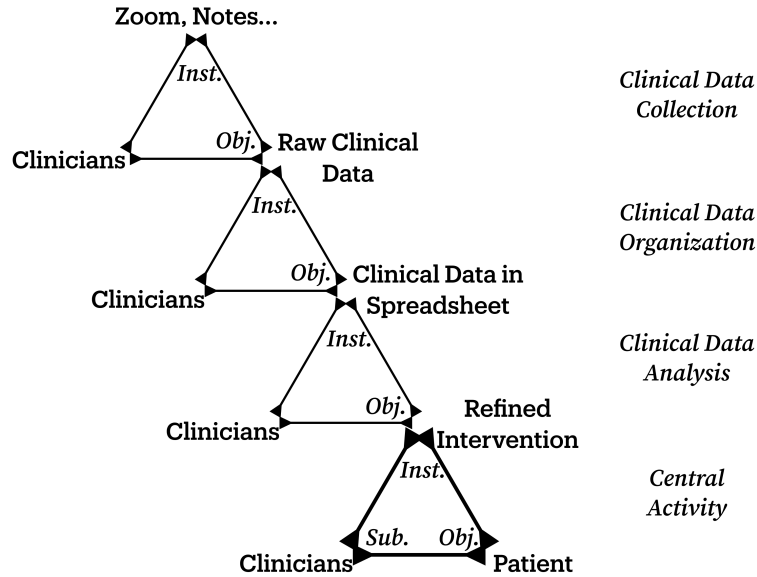 Zoom, Notes...
Inst.
Clinical Data
Collection
Obj.
Raw Clinical
Data
Clinicians
Inst.
Clinical Data
Organization
Obj.
Clinical Data in
Spreadsheet
Clinicians
Inst.
Clinical Data
Analysis
Obj.
Refined
Intervention
Clinicians
Inst.
Central
Activity
Sub.
Obj.
Clinicians
Patient